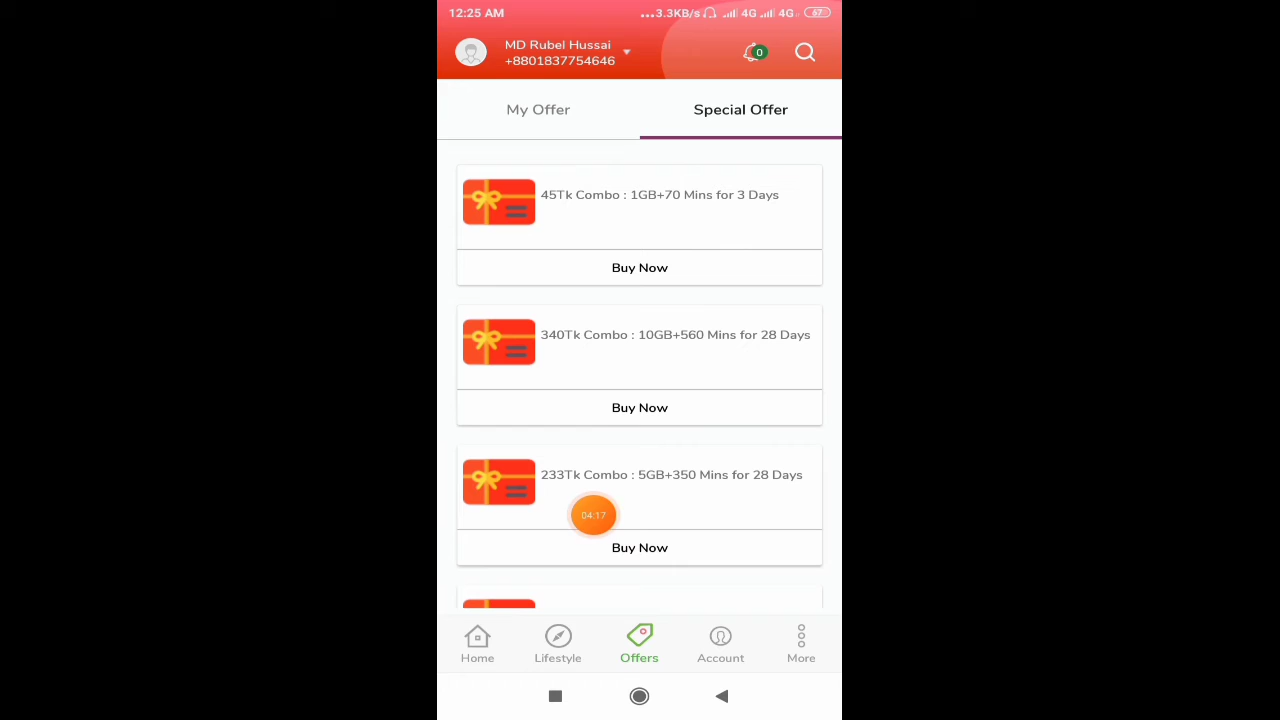 12:25 AM
...3.3KB/s 4G 4G 67
MD Rubel Hussai
+8801837754646
0
My Offer
Special Offer
45Tk Combo : 1GB+70 Mins for 3 Days
Buy Now
340Tk Combo : 10GB+560 Mins for 28 Days
Buy Now
233Tk Combo : 5GB+350 Mins for 28 Days
04:17
Buy Now
Home
Lifestyle
Offers
Account
More